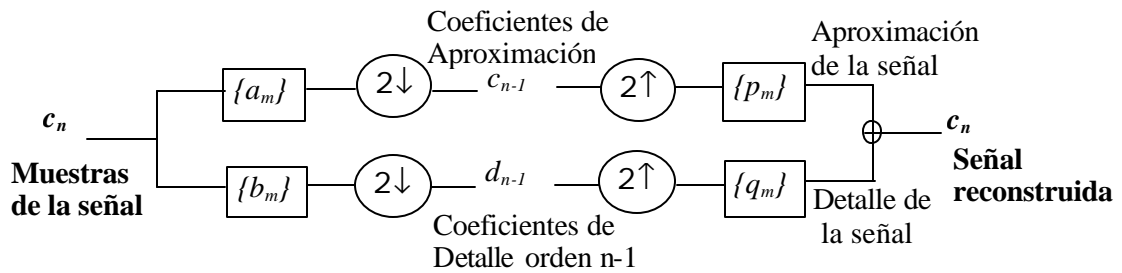 Coeficientes de
Aproximación
Aproximación
de la señal
{a_m}
2↓
c_{n-1}
2↑
{p_m}
c_n
c_n
Muestras
de la señal
{b_m}
2↓
d_{n-1}
2↑
{q_m}
Señal
reconstruida
Coeficientes de
Detalle orden n-1
Detalle de
la señal